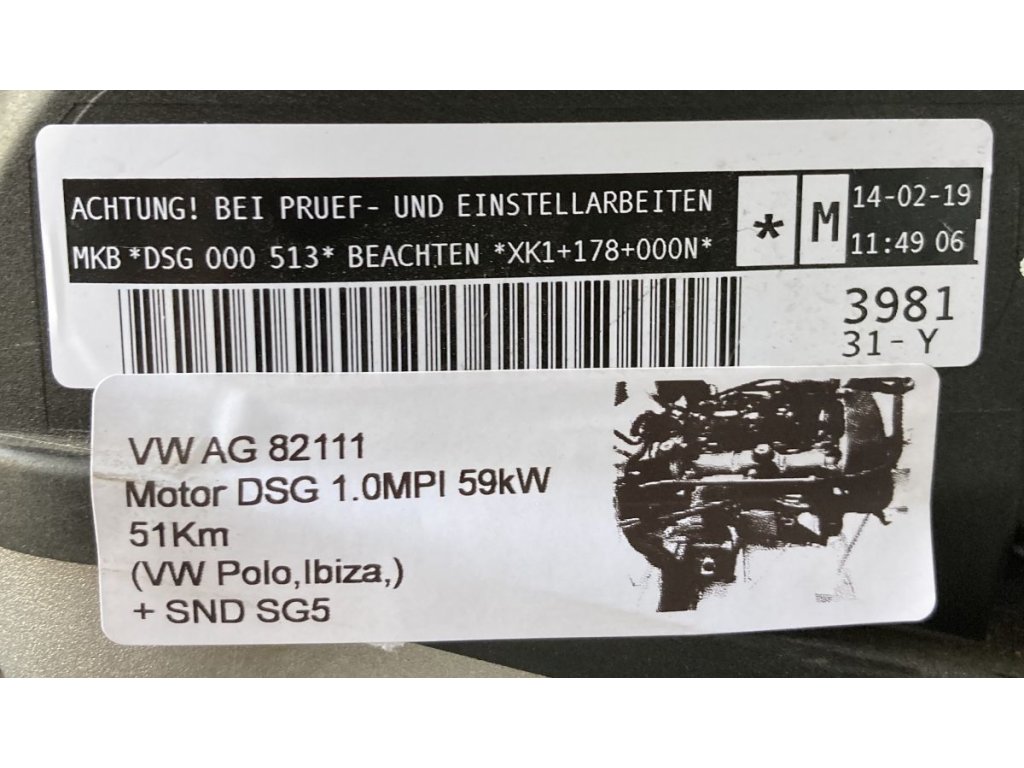 ACHTUNG! BEI PRUEF- UND EINSTELLARBEITEN
MKB *DSG 000 513* BEACHTEN *XK1+178+000N*
* M
14-02-19
11:49 06
3981
31- Y
VW AG 82111
Motor DSG 1.0MPI 59kW
51Km
(VW Polo,Ibiza,)
+ SND SG5